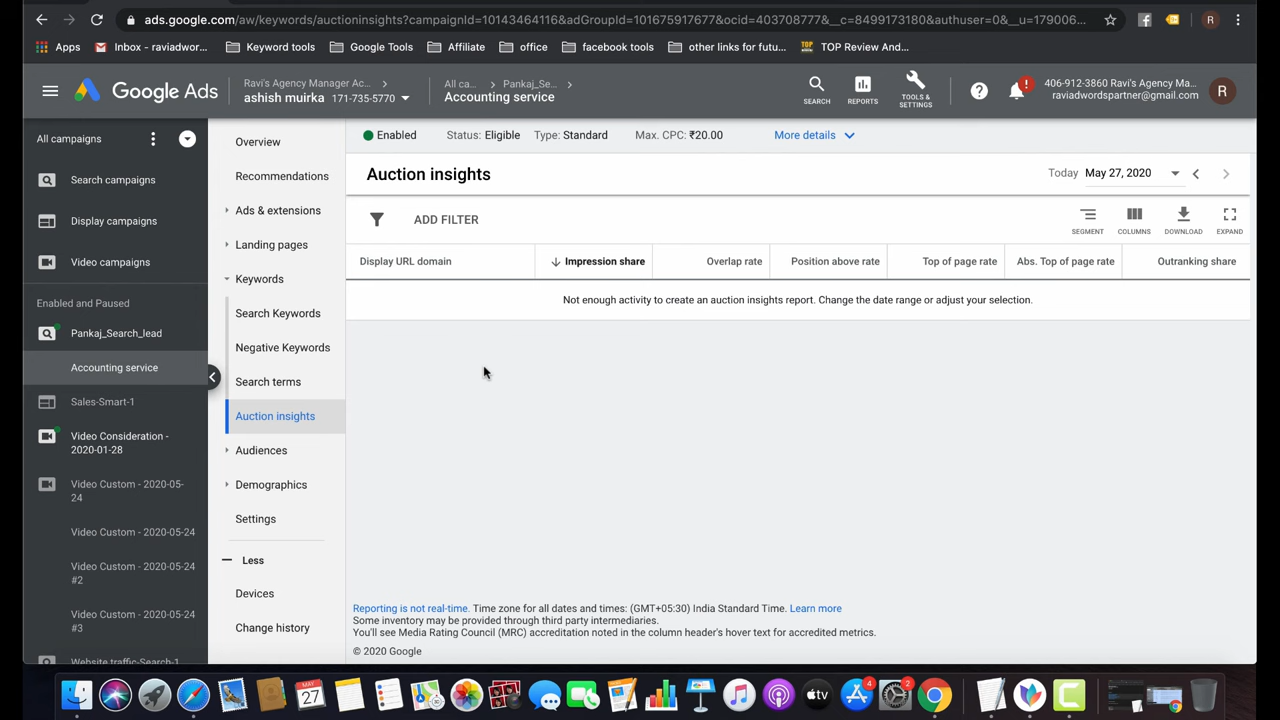 ads.google.com/aw/keywords/auctioninsights?campaignId=10143464116&adGroupId=101675917677&ocid=403708777&__c=8499173180&authuser=0&__u=179006...
R
Apps
Inbox - raviadwor...
Keyword tools
Google Tools
Affiliate
office
facebook tools
other links for futu...
TOP Review And...
Google Ads
Ravi's Agency Manager Ac...
ashish muirka 171-735-5770
All ca...
Pankaj_Se...
Accounting service
SEARCH
REPORTS
TOOLS & SETTINGS
406-912-3860 Ravi's Agency Ma...
raviadwordspartner@gmail.com
R
All campaigns
Search campaigns
Display campaigns
Video campaigns
Enabled and Paused
Pankaj_Search_lead
Accounting service
Sales-Smart-1
Video Consideration -
2020-01-28
Video Custom - 2020-05-
24
Video Custom - 2020-05-24
Video Custom - 2020-05-24
#2
Video Custom - 2020-05-24
#3
Website traffic-Search-1
Overview
Recommendations
Ads & extensions
Landing pages
Keywords
Search Keywords
Negative Keywords
Search terms
Auction insights
Audiences
Demographics
Settings
Less
Devices
Change history
Enabled Status: Eligible Type: Standard Max. CPC: ₹20.00 More details
Auction insights
Today May 27, 2020
ADD FILTER
SEGMENT
COLUMNS
DOWNLOAD
EXPAND
Display URL domain Impression share Overlap rate Position above rate Top of page rate Abs. Top of page rate Outranking share
Not enough activity to create an auction insights report. Change the date range or adjust your selection.
Reporting is not real-time. Time zone for all dates and times: (GMT+05:30) India Standard Time. Learn more
Some inventory may be provided through third party intermediaries.
You'll see Media Rating Council (MRC) accreditation noted in the column header's hover text for accredited metrics.
© 2020 Google
MAY
27
tv
4
2